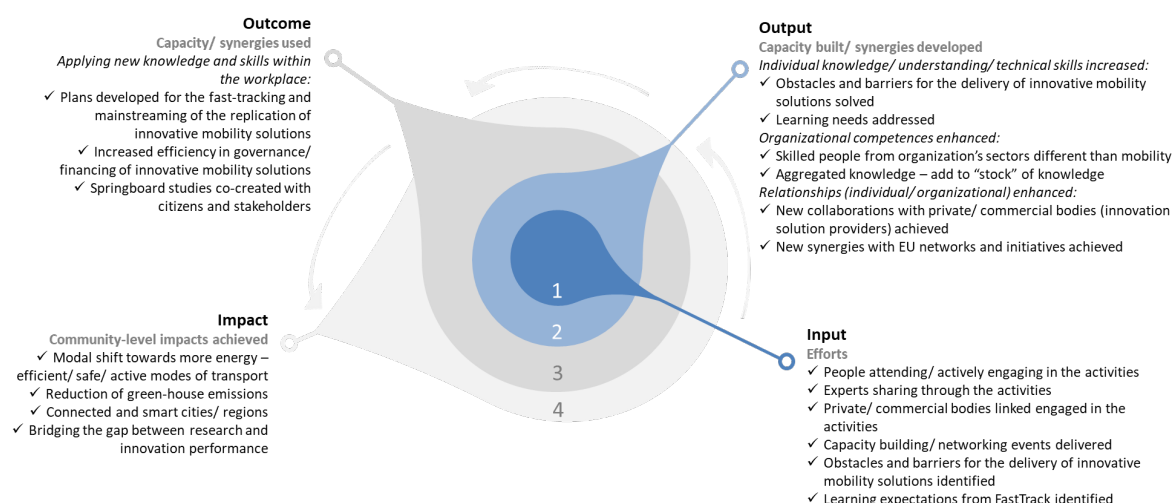 Outcome
Capacity/ synergies used
Applying new knowledge and skills within
the workplace:
✓ Plans developed for the fast-tracking and
mainstreaming of the replication of
innovative mobility solutions
✓ Increased efficiency in governance/
financing of innovative mobility solutions
✓ Springboard studies co-created with
citizens and stakeholders
Output
Capacity built/ synergies developed
Individual knowledge/ understanding/ technical skills increased:
✓ Obstacles and barriers for the delivery of innovative mobility
solutions solved
✓ Learning needs addressed
Organizational competences enhanced:
✓ Skilled people from organization's sectors different than mobility
✓ Aggregated knowledge – add to "stock" of knowledge
Relationships (individual/ organizational) enhanced:
✓ New collaborations with private/ commercial bodies (innovation
solution providers) achieved
✓ New synergies with EU networks and initiatives achieved
1
2
3
4
Impact
Community-level impacts achieved
✓ Modal shift towards more energy –
efficient/ safe/ active modes of transport
✓ Reduction of green-house emissions
✓ Connected and smart cities/ regions
✓ Bridging the gap between research and
innovation performance
Input
Efforts
✓ People attending/ actively engaging in the activities
✓ Experts sharing through the activities
✓ Private/ commercial bodies linked engaged in the
activities
✓ Capacity building/ networking events delivered
✓ Obstacles and barriers for the delivery of innovative
mobility solutions identified
✓ Learning expectations from FastTrack identified